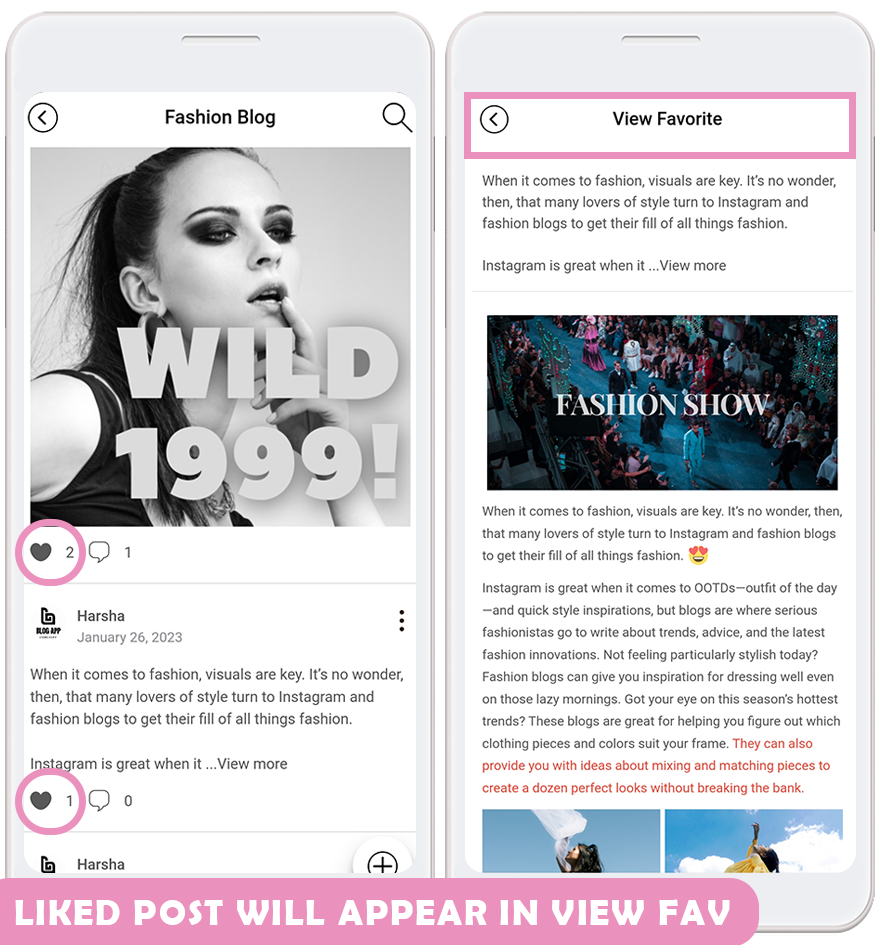 Fashion Blog
WILD
1999!
2
1
Harsha
BLOG APP
January 26, 2023
When it comes to fashion, visuals are key. It’s no wonder,
then, that many lovers of style turn to Instagram and
fashion blogs to get their fill of all things fashion.
Instagram is great when it ...View more
1
0
Harsha
View Favorite
When it comes to fashion, visuals are key. It’s no wonder,
then, that many lovers of style turn to Instagram and
fashion blogs to get their fill of all things fashion.
Instagram is great when it ...View more
FASHION SHOW
When it comes to fashion, visuals are key. It’s no wonder, then,
that many lovers of style turn to Instagram and fashion blogs
to get their fill of all things fashion. 😍
Instagram is great when it comes to OOTDs—outfit of the day
—and quick style inspirations, but blogs are where serious
fashionistas go to write about trends, advice, and the latest
fashion innovations. Not feeling particularly stylish today?
Fashion blogs can give you inspiration for dressing well even
on those lazy mornings. Got your eye on this season’s hottest
trends? These blogs are great for helping you figure out which
clothing pieces and colors suit your frame. They can also
provide you with ideas about mixing and matching pieces to
create a dozen perfect looks without breaking the bank.
LIKED POST WILL APPEAR IN VIEW FAV